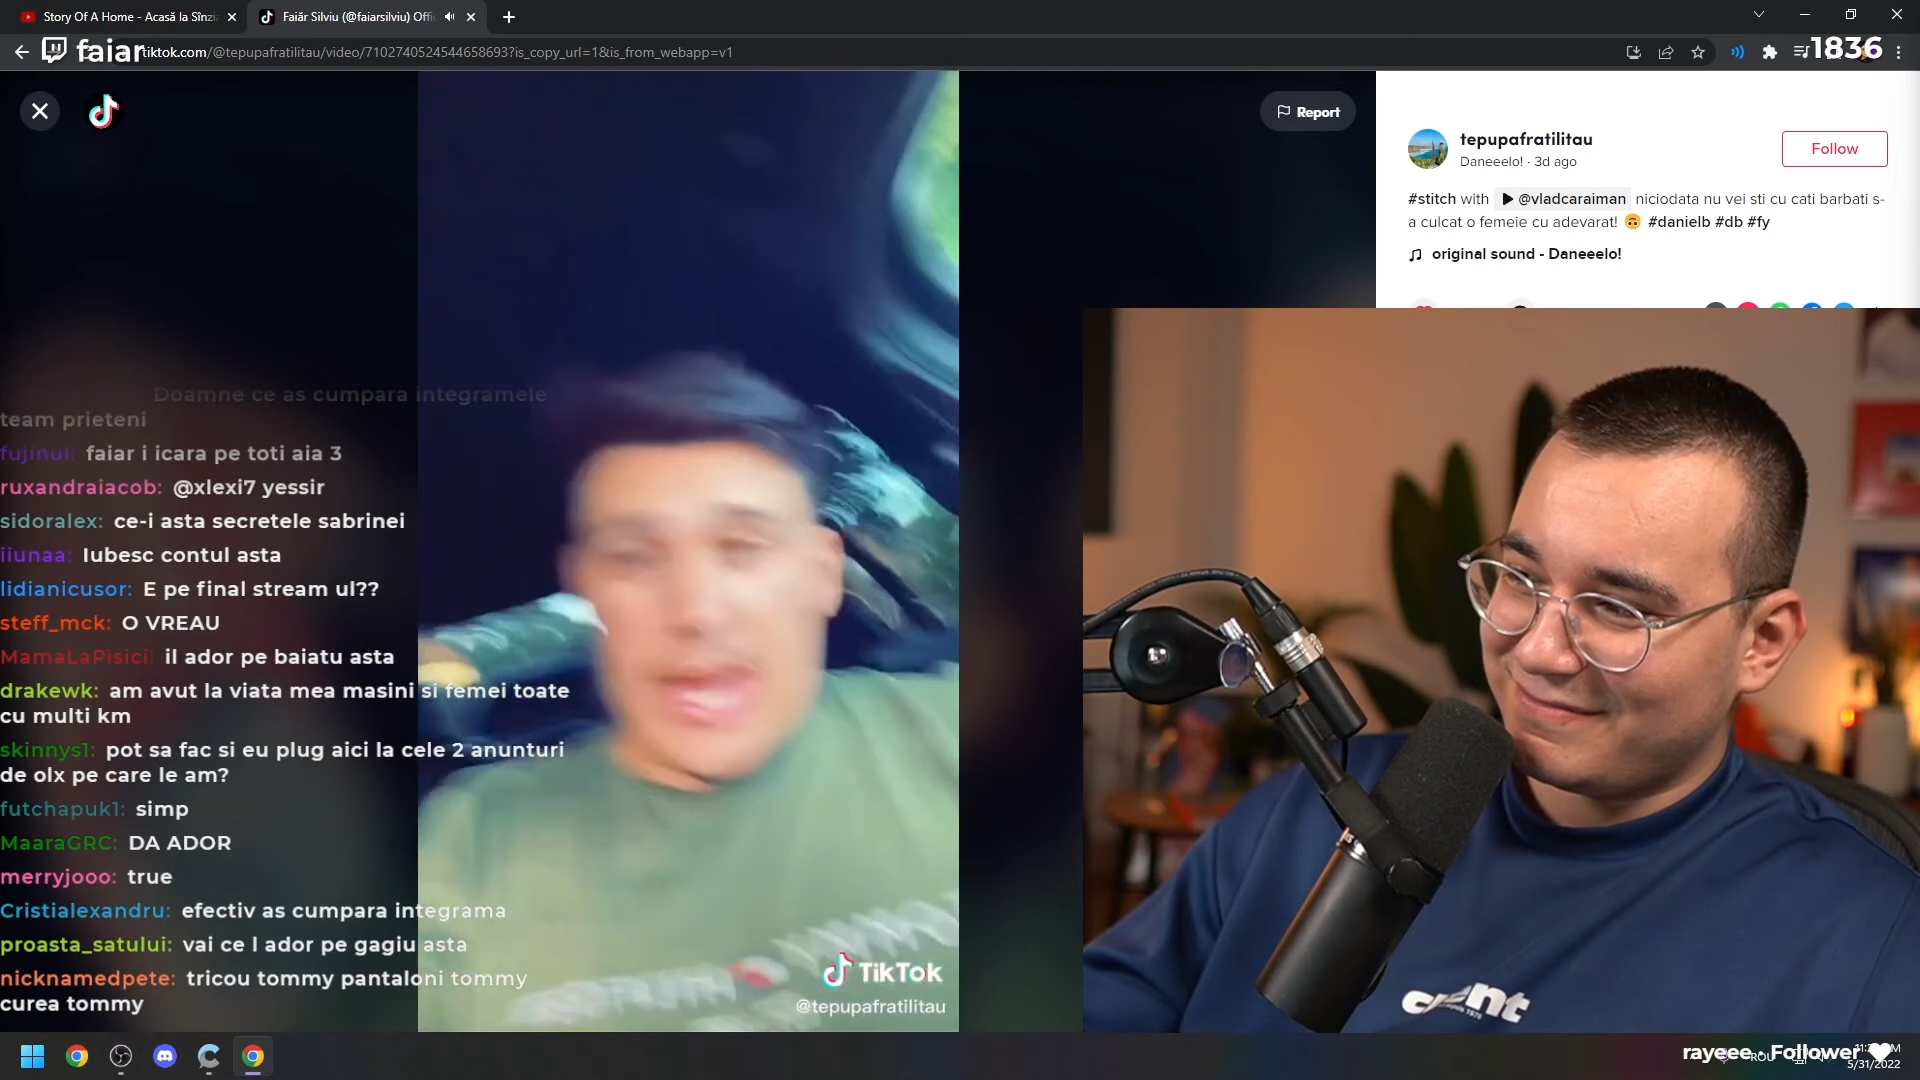 Story Of A Home - Acasă la Sînzi
Faiăr Silviu (@faiarsilviu) Offi
faiar
tiktok.com/@tepupafratilitau/video/7102740524544658693?is_copy_url=1&is_from_webapp=v1
1836
Report
tepupafratilitau
Daneeelo! · 3d ago
Follow
#stitch with @vladcaraiman niciodata nu vei sti cu cati barbati s-
a culcat o femeie cu adevarat! 🙃 #danielb #db #fy
original sound - Daneeelo!
Doamne ce as cumpara integramele
team prieteni
fujinul: faiar i icara pe toti aia 3
ruxandraiacob: @xlexi7 yessir
sidoralex: ce-i asta secretele sabrinei
iiunaa: Iubesc contul asta
lidianicusor: E pe final stream ul??
steff_mck: O VREAU
MamaLaPisici: il ador pe baiatu asta
drakewk: am avut la viata mea masini si femei toate
cu multi km
skinnys1: pot sa fac si eu plug aici la cele 2 anunturi
de olx pe care le am?
futchapuk1: simp
MaaraGRC: DA ADOR
merryjooo: true
Cristialexandru: efectiv as cumpara integrama
proasta_satului: vai ce l ador pe gagiu asta
nicknamedpete: tricou tommy pantaloni tommy
curea tommy
TikTok
@tepupafratilitau
rayeee · Follower
ROU
5/31/2022